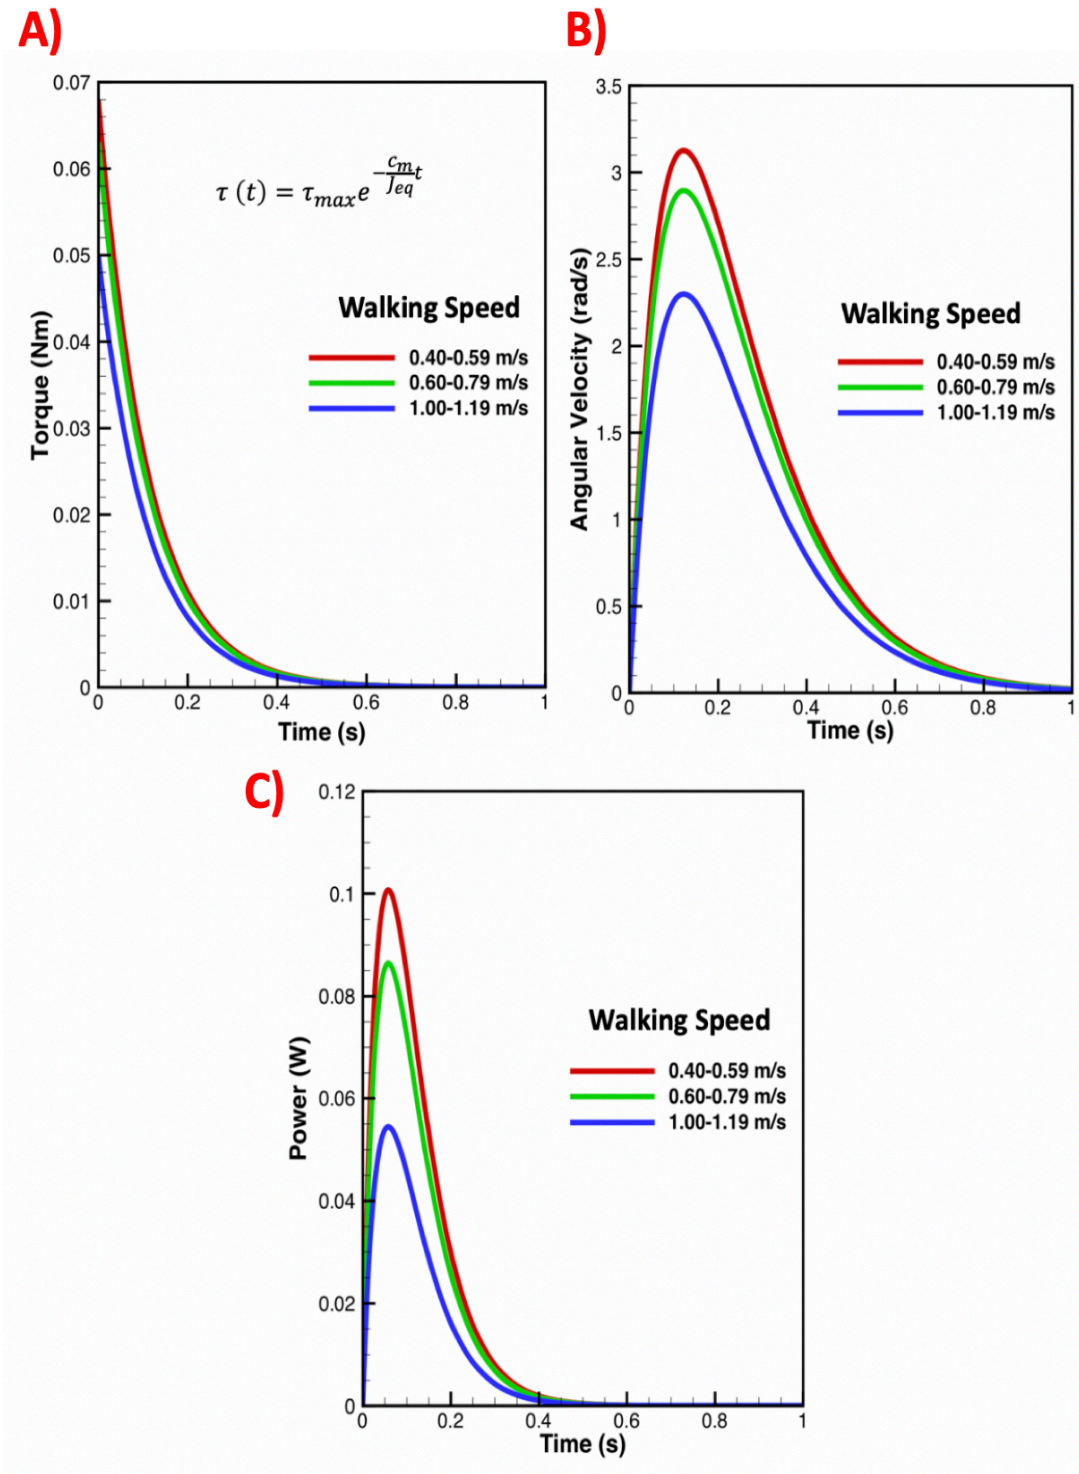 A)
0.07
0.06
0.05
0.04
0.03
0.02
0.01
0
Torque (Nm)
τ (t) = τmax e^(-(cm/Jeq)t)
Walking Speed
0.40-0.59 m/s
0.60-0.79 m/s
1.00-1.19 m/s
0 0.2 0.4 0.6 0.8 1
Time (s)
B)
3.5
3
2.5
2
1.5
1
0.5
0
Angular Velocity (rad/s)
Walking Speed
0.40-0.59 m/s
0.60-0.79 m/s
1.00-1.19 m/s
0 0.2 0.4 0.6 0.8 1
Time (s)
C)
0.12
0.1
0.08
0.06
0.04
0.02
0
Power (W)
Walking Speed
0.40-0.59 m/s
0.60-0.79 m/s
1.00-1.19 m/s
0 0.2 0.4 0.6 0.8 1
Time (s)